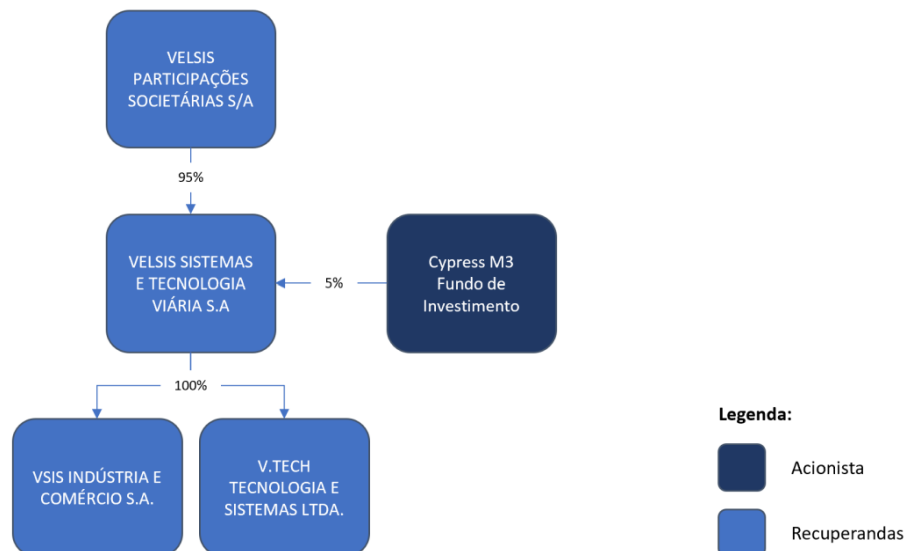 VELSIS
PARTICIPAÇÕES
SOCIETÁRIAS S/A
95%
VELSIS SISTEMAS
E TECNOLOGIA
VIÁRIA S.A
5%
Cypress M3
Fundo de
Investimento
100%
VSIS INDÚSTRIA E
COMÉRCIO S.A.
V.TECH
TECNOLOGIA E
SISTEMAS LTDA.
Legenda:
Acionista
Recuperandas